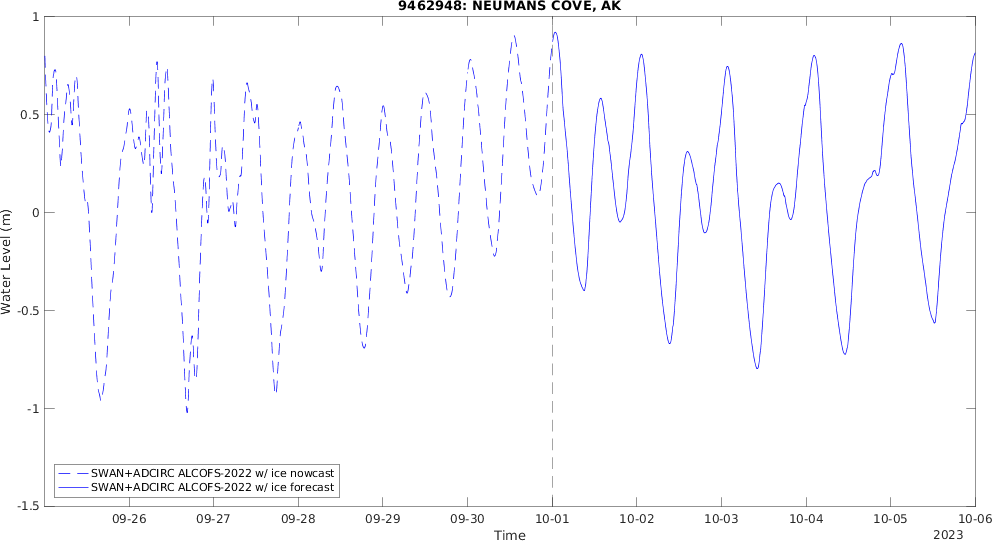 9462948: NEUMANS COVE, AK
1
0.5
0
-0.5
-1
-1.5
Water Level (m)
SWAN+ADCIRC ALCOFS-2022 w/ ice nowcast
SWAN+ADCIRC ALCOFS-2022 w/ ice forecast
09-26 09-27 09-28 09-29 09-30 10-01 10-02 10-03 10-04 10-05 10-06
Time
2023